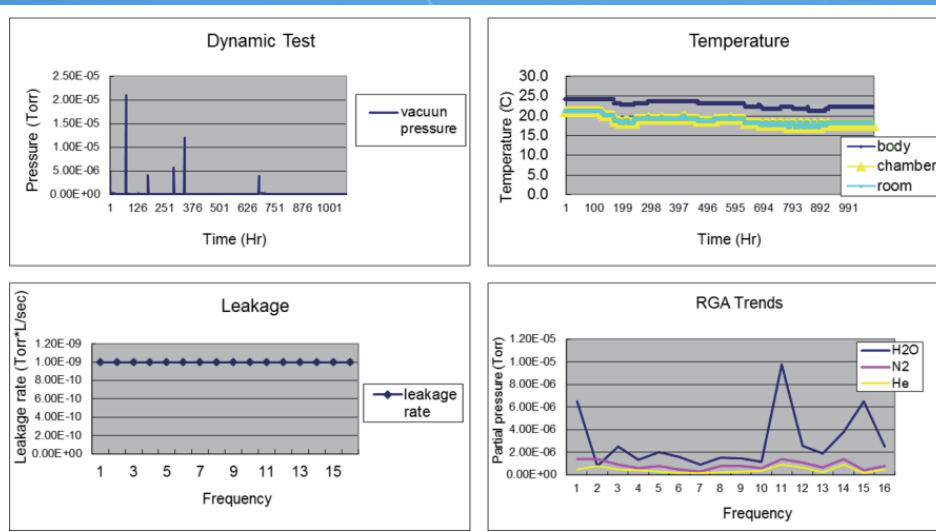 Dynamic Test
Pressure (Torr)
2.50E-05
2.00E-05
1.50E-05
1.00E-05
5.00E-06
0.00E+00
1 126 251 376 501 626 751 876 1001
Time (Hr)
vacuun
pressure
Temperature
Temperature (℃)
30.0
25.0
20.0
15.0
10.0
5.0
0.0
1 100 199 298 397 496 595 694 793 892 991
Time (Hr)
body
chamber
room
Leakage
Leakage rate (Torr*L/sec)
1.20E-09
1.00E-09
8.00E-10
6.00E-10
4.00E-10
2.00E-10
0.00E+00
1 3 5 7 9 11 13 15
Frequency
leakage
rate
RGA Trends
Partial pressure (Torr)
1.20E-05
1.00E-05
8.00E-06
6.00E-06
4.00E-06
2.00E-06
0.00E+00
1 2 3 4 5 6 7 8 9 10 11 12 13 14 15 16
Frequency
H2O
N2
He